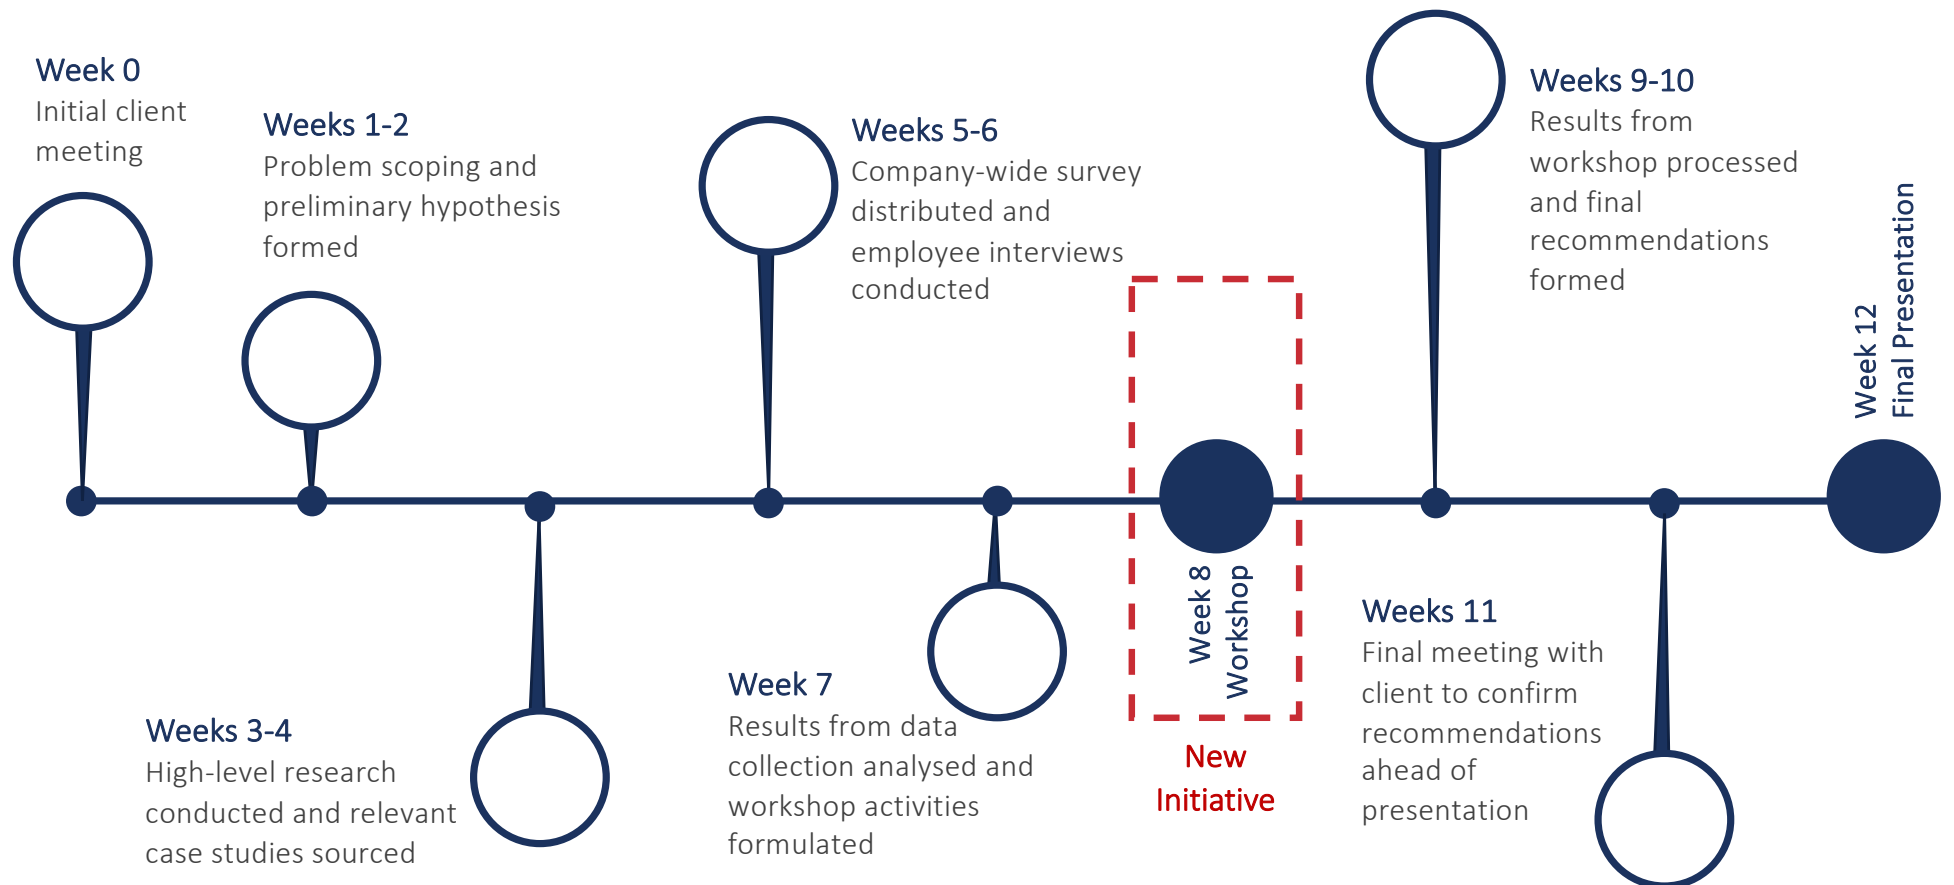 Week 0
Initial client
meeting
Weeks 1-2
Problem scoping and
preliminary hypothesis
formed
Weeks 3-4
High-level research
conducted and relevant
case studies sourced
Weeks 5-6
Company-wide survey
distributed and
employee interviews
conducted
Week 7
Results from data
collection analysed and
workshop activities
formulated
Week 8
Workshop
New
Initiative
Weeks 9-10
Results from
workshop processed
and final
recommendations
formed
Weeks 11
Final meeting with
client to confirm
recommendations
ahead of
presentation
Week 12
Final Presentation